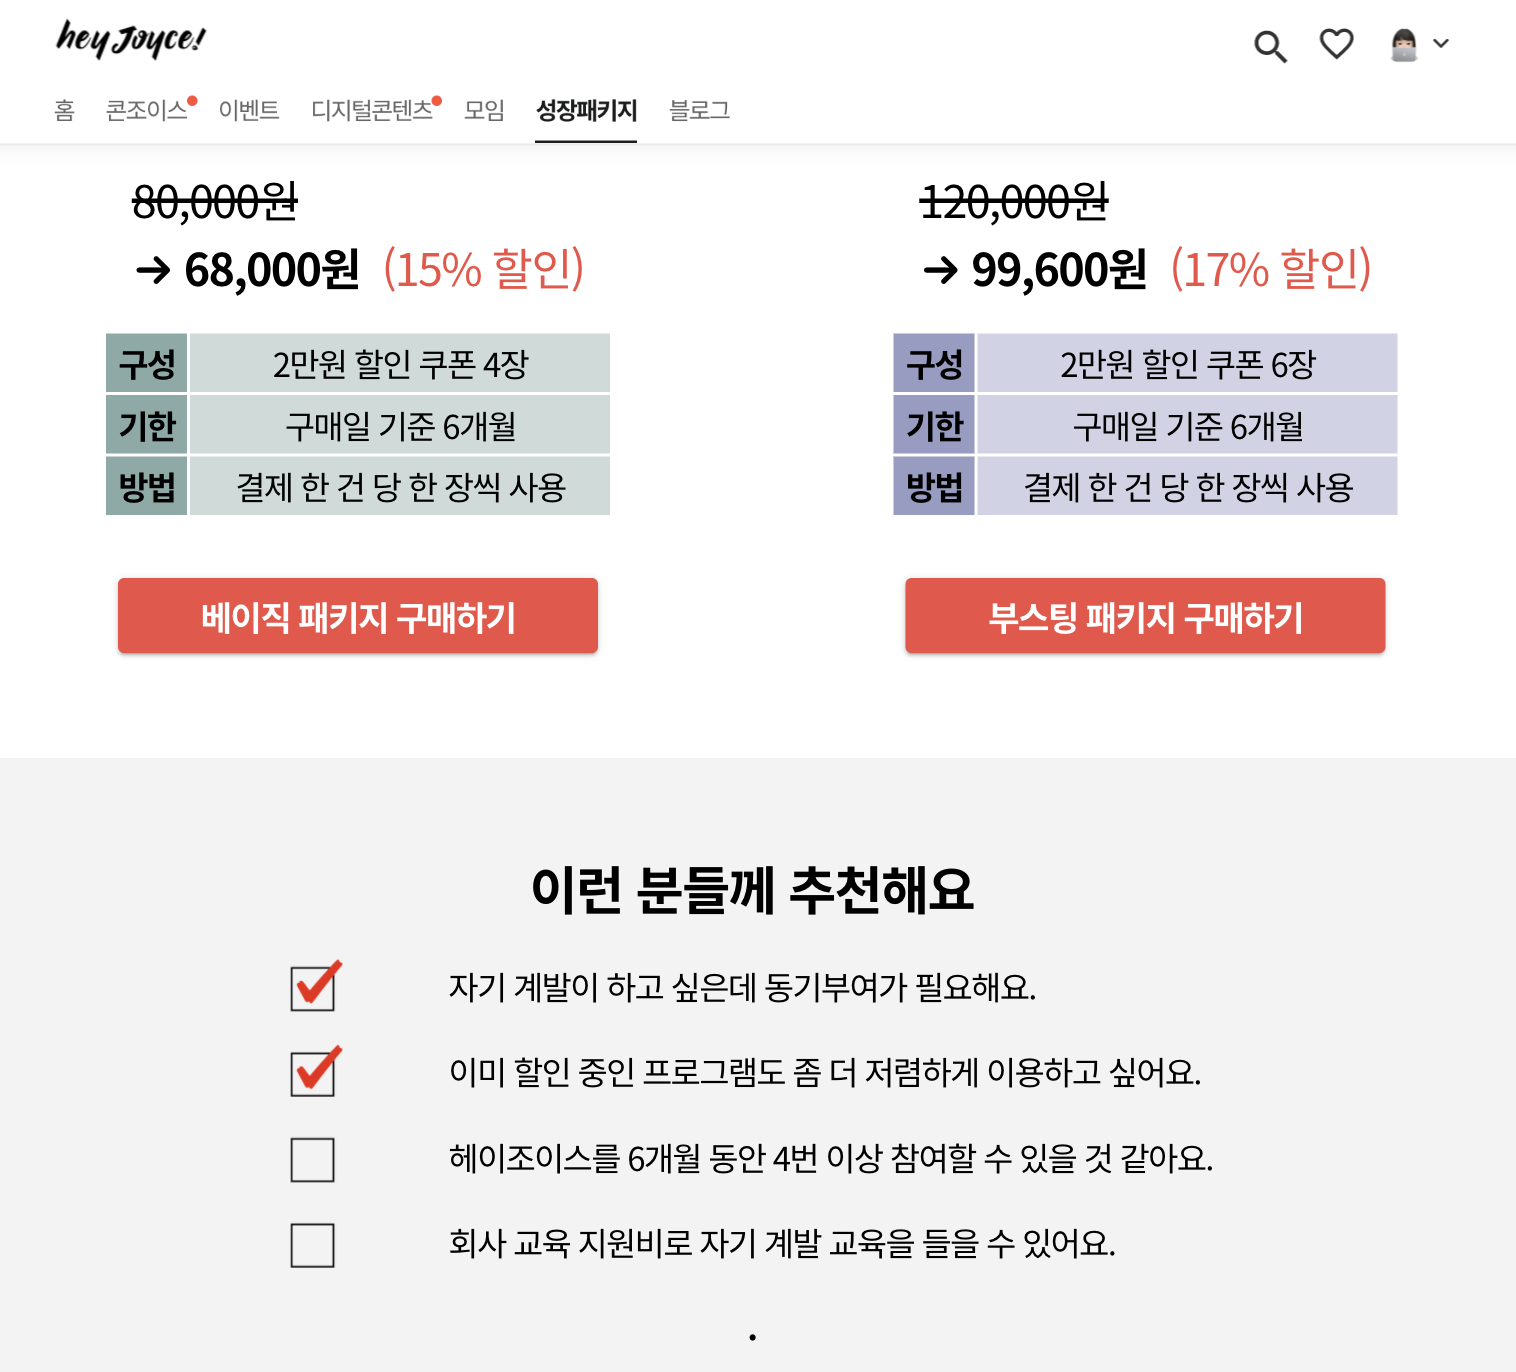 hey Joyce!
홈 콘조이스 이벤트 디지털콘텐츠 모임 성장패키지 블로그
80,000원
→ 68,000원 (15% 할인)
구성 2만원 할인 쿠폰 4장
기한 구매일 기준 6개월
방법 결제 한 건 당 한 장씩 사용
베이직 패키지 구매하기
120,000원
→ 99,600원 (17% 할인)
구성 2만원 할인 쿠폰 6장
기한 구매일 기준 6개월
방법 결제 한 건 당 한 장씩 사용
부스팅 패키지 구매하기
이런 분들께 추천해요
자기 계발이 하고 싶은데 동기부여가 필요해요.
이미 할인 중인 프로그램도 좀 더 저렴하게 이용하고 싶어요.
헤이조이스를 6개월 동안 4번 이상 참여할 수 있을 것 같아요.
회사 교육 지원비로 자기 계발 교육을 들을 수 있어요.